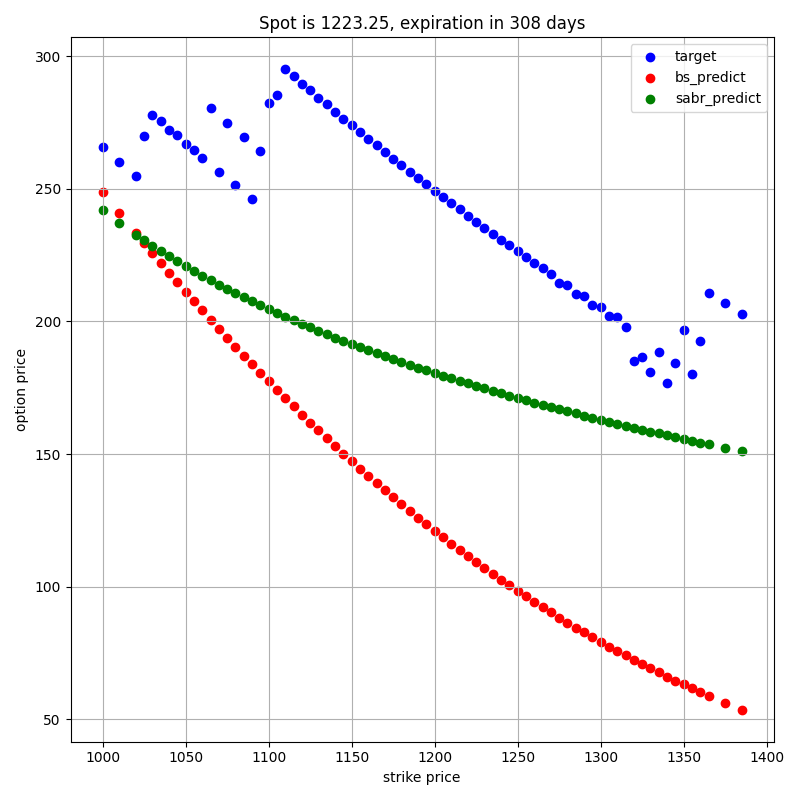 Spot is 1223.25, expiration in 308 days
target
bs_predict
sabr_predict
option price
300
250
200
150
100
50
1000 1050 1100 1150 1200 1250 1300 1350 1400
strike price